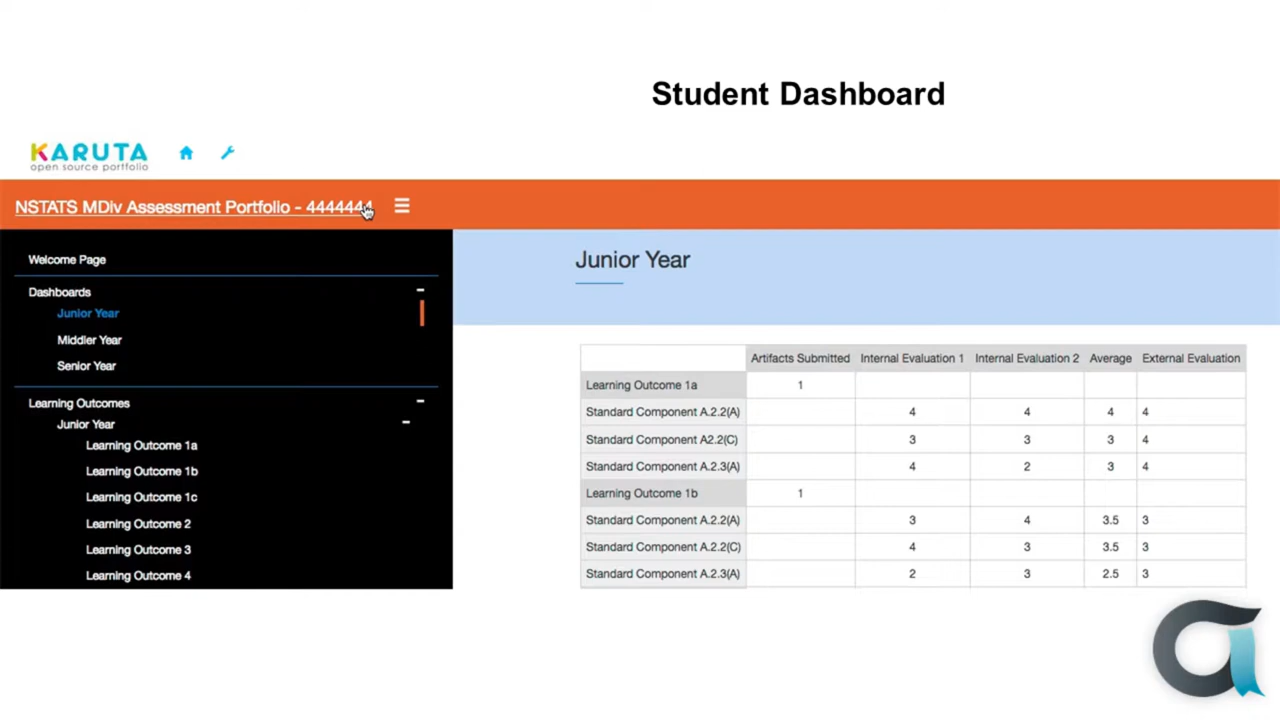 Student Dashboard
KARUTA
open source portfolio
NSTATS MDiv Assessment Portfolio - 4444444
Welcome Page
Dashboards
Junior Year
Middler Year
Senior Year
Learning Outcomes
Junior Year
Learning Outcome 1a
Learning Outcome 1b
Learning Outcome 1c
Learning Outcome 2
Learning Outcome 3
Learning Outcome 4
Junior Year
Artifacts Submitted Internal Evaluation 1 Internal Evaluation 2 Average External Evaluation
Learning Outcome 1a 1
Standard Component A.2.2(A) 4 4 4 4
Standard Component A2.2(C) 3 3 3 4
Standard Component A.2.3(A) 4 2 3 4
Learning Outcome 1b 1
Standard Component A.2.2(A) 3 4 3.5 3
Standard Component A.2.2(C) 4 3 3.5 3
Standard Component A.2.3(A) 2 3 2.5 3